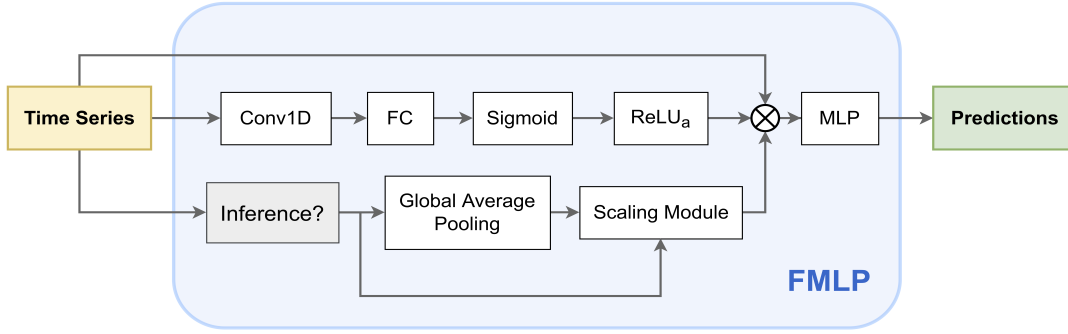 Time Series
Conv1D
FC
Sigmoid
ReLUa
MLP
Predictions
Inference?
Global Average
Pooling
Scaling Module
FMLP